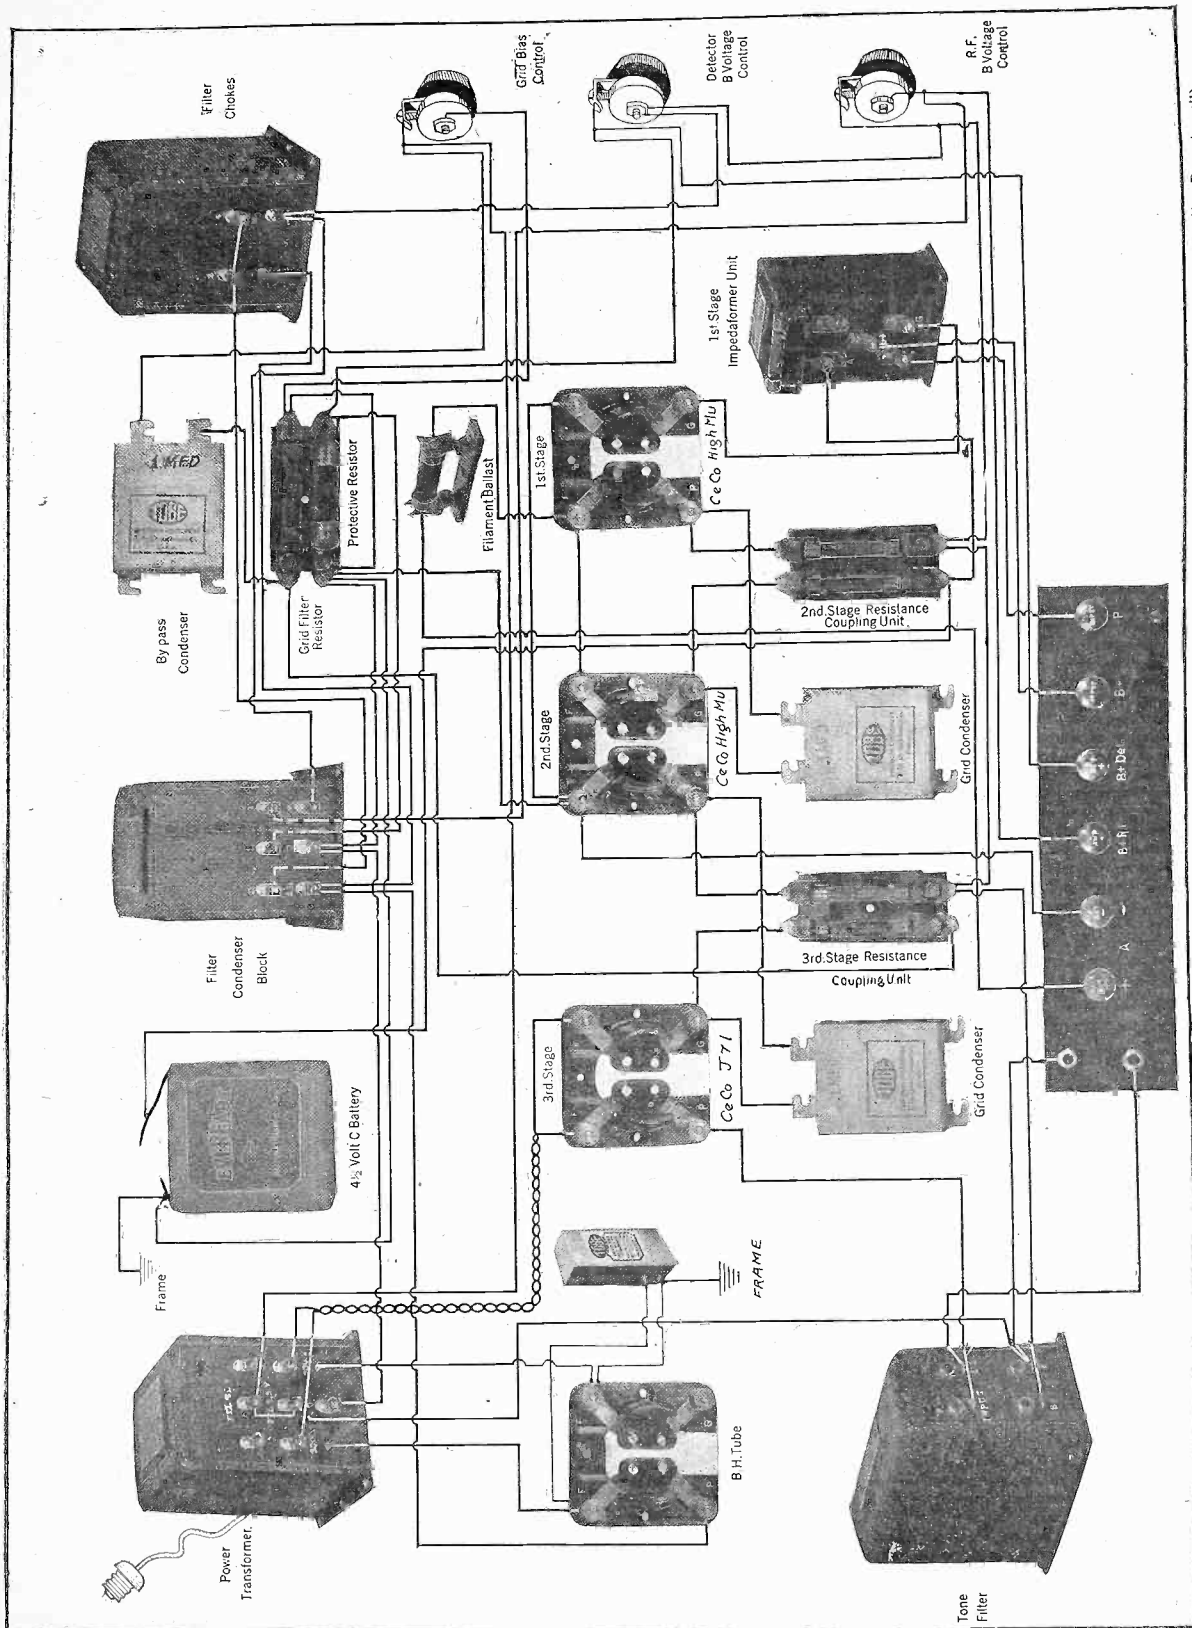 Filter
Chokes
Grid Bias
Control.
Detector
B Voltage
Control
R.F.
B Voltage
Control
1 MFD
By pass
Condenser
Protective Resistor
Grid Filter
Resistor
Filament Ballast
1st. Stage
P
G
CeCo High Mu
1st. Stage
Impedaformer Unit
2nd. Stage Resistance
Coupling Unit.
Filter
Condenser
Block
2nd. Stage
F
G
CeCo High Mu
Grid Condenser
3rd. Stage Resistance
Coupling Unit
4½ Volt C Battery
Frame
3rd. Stage
P
G
CeCo J71
Grid Condenser
FRAME
Power
Transformer.
B.H. Tube
F
P
G
Tone
Filter
INPUT
B
+
A
-
B+RF
B+Det.
B+
P